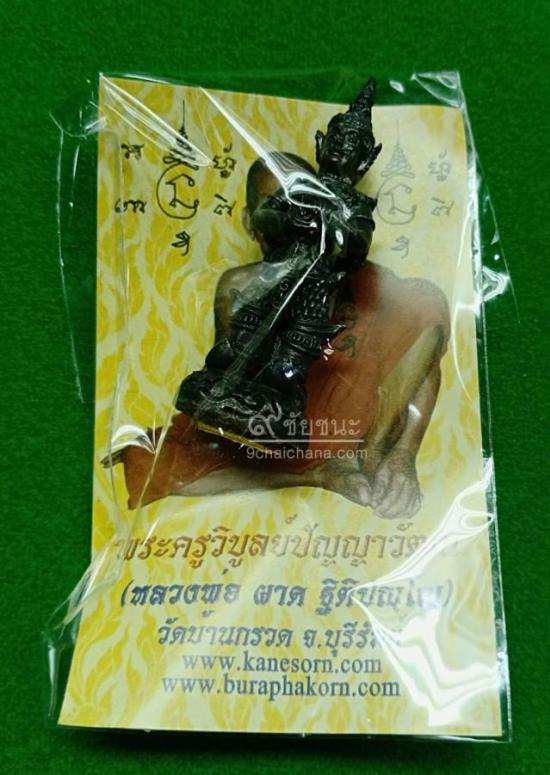 ๙ ชัยชนะ
9chaichana.com
พระครูวิบูลย์ปัญญาวัฒน์
(หลวงพ่อ ผาด ฐิติปญฺโญ)
วัดบ้านกรวด จ.บุรีรัมย์
www.kanesorn.com
www.buraphakorn.com